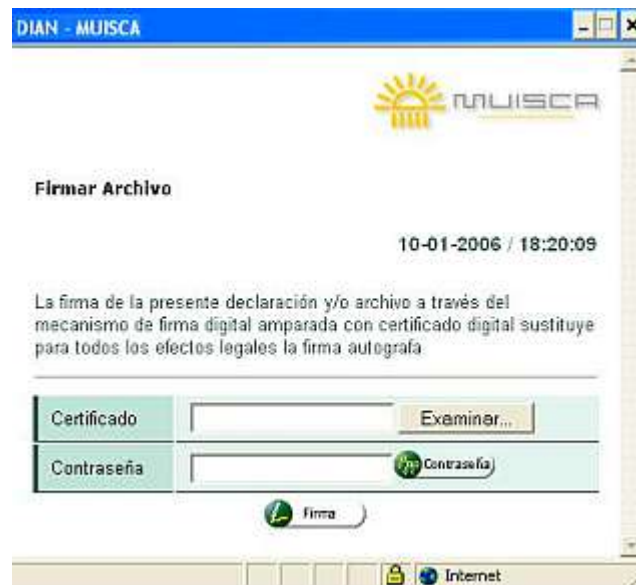 DIAN - MUISCA
MUISCA
Firmar Archivo
10-01-2006 / 18:20:09
La firma de la presente declaración y/o archivo a través del
mecanismo de firma digital amparada con certificado digital sustituye
para todos los efectos legales la firma autografa
Certificado
Examinar...
Contraseña
Contraseña
Firma
Internet